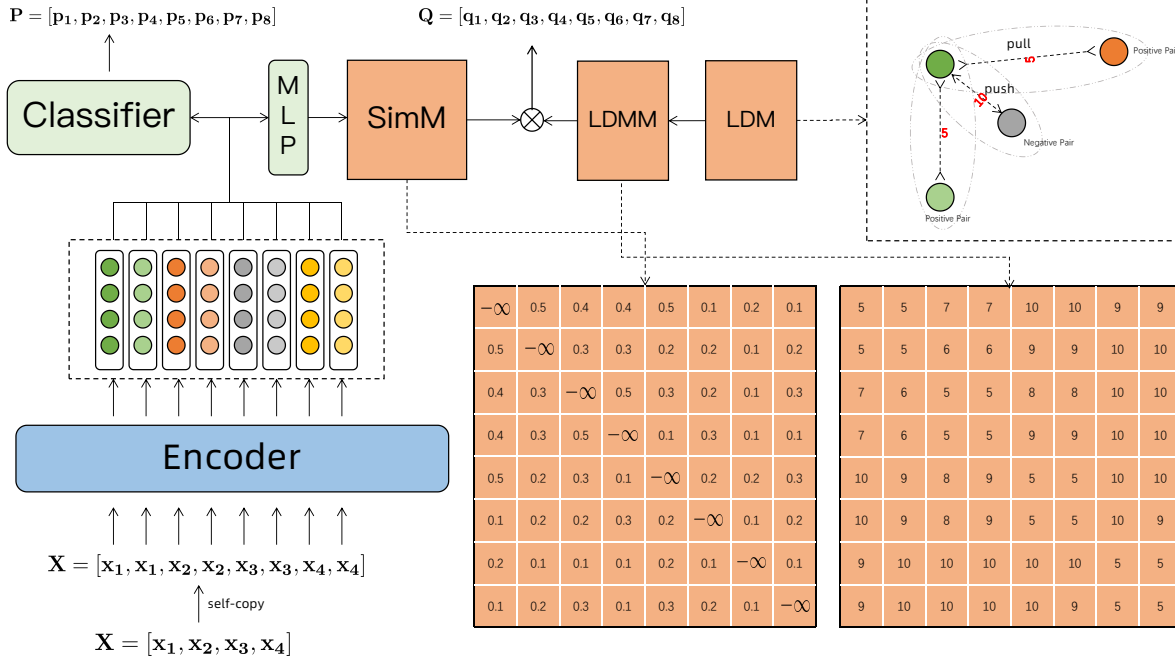 P = [p₁, p₂, p₃, p₄, p₅, p₆, p₇, p₈]
Q = [q₁, q₂, q₃, q₄, q₅, q₆, q₇, q₈]
Classifier
MLP
SimM
LDMM
LDM
pull
5
Positive Pair
push
10
Negative Pair
5
Positive Pair
Encoder
X = [x₁, x₁, x₂, x₂, x₃, x₃, x₄, x₄]
self-copy
X = [x₁, x₂, x₃, x₄]
−∞ 0.5 0.4 0.4 0.5 0.1 0.2 0.1
0.5 −∞ 0.3 0.3 0.2 0.2 0.1 0.2
0.4 0.3 −∞ 0.5 0.3 0.2 0.1 0.3
0.4 0.3 0.5 −∞ 0.1 0.3 0.1 0.1
0.5 0.2 0.3 0.1 −∞ 0.2 0.2 0.3
0.1 0.2 0.2 0.3 0.2 −∞ 0.1 0.2
0.2 0.1 0.1 0.1 0.2 0.1 −∞ 0.1
0.1 0.2 0.3 0.1 0.3 0.2 0.1 −∞
5 5 7 7 10 10 9 9
5 5 6 6 9 9 10 10
7 6 5 5 8 8 10 10
7 6 5 5 9 9 10 10
10 9 8 9 5 5 10 10
10 9 8 9 5 5 10 9
9 10 10 10 10 10 5 5
9 10 10 10 10 9 5 5